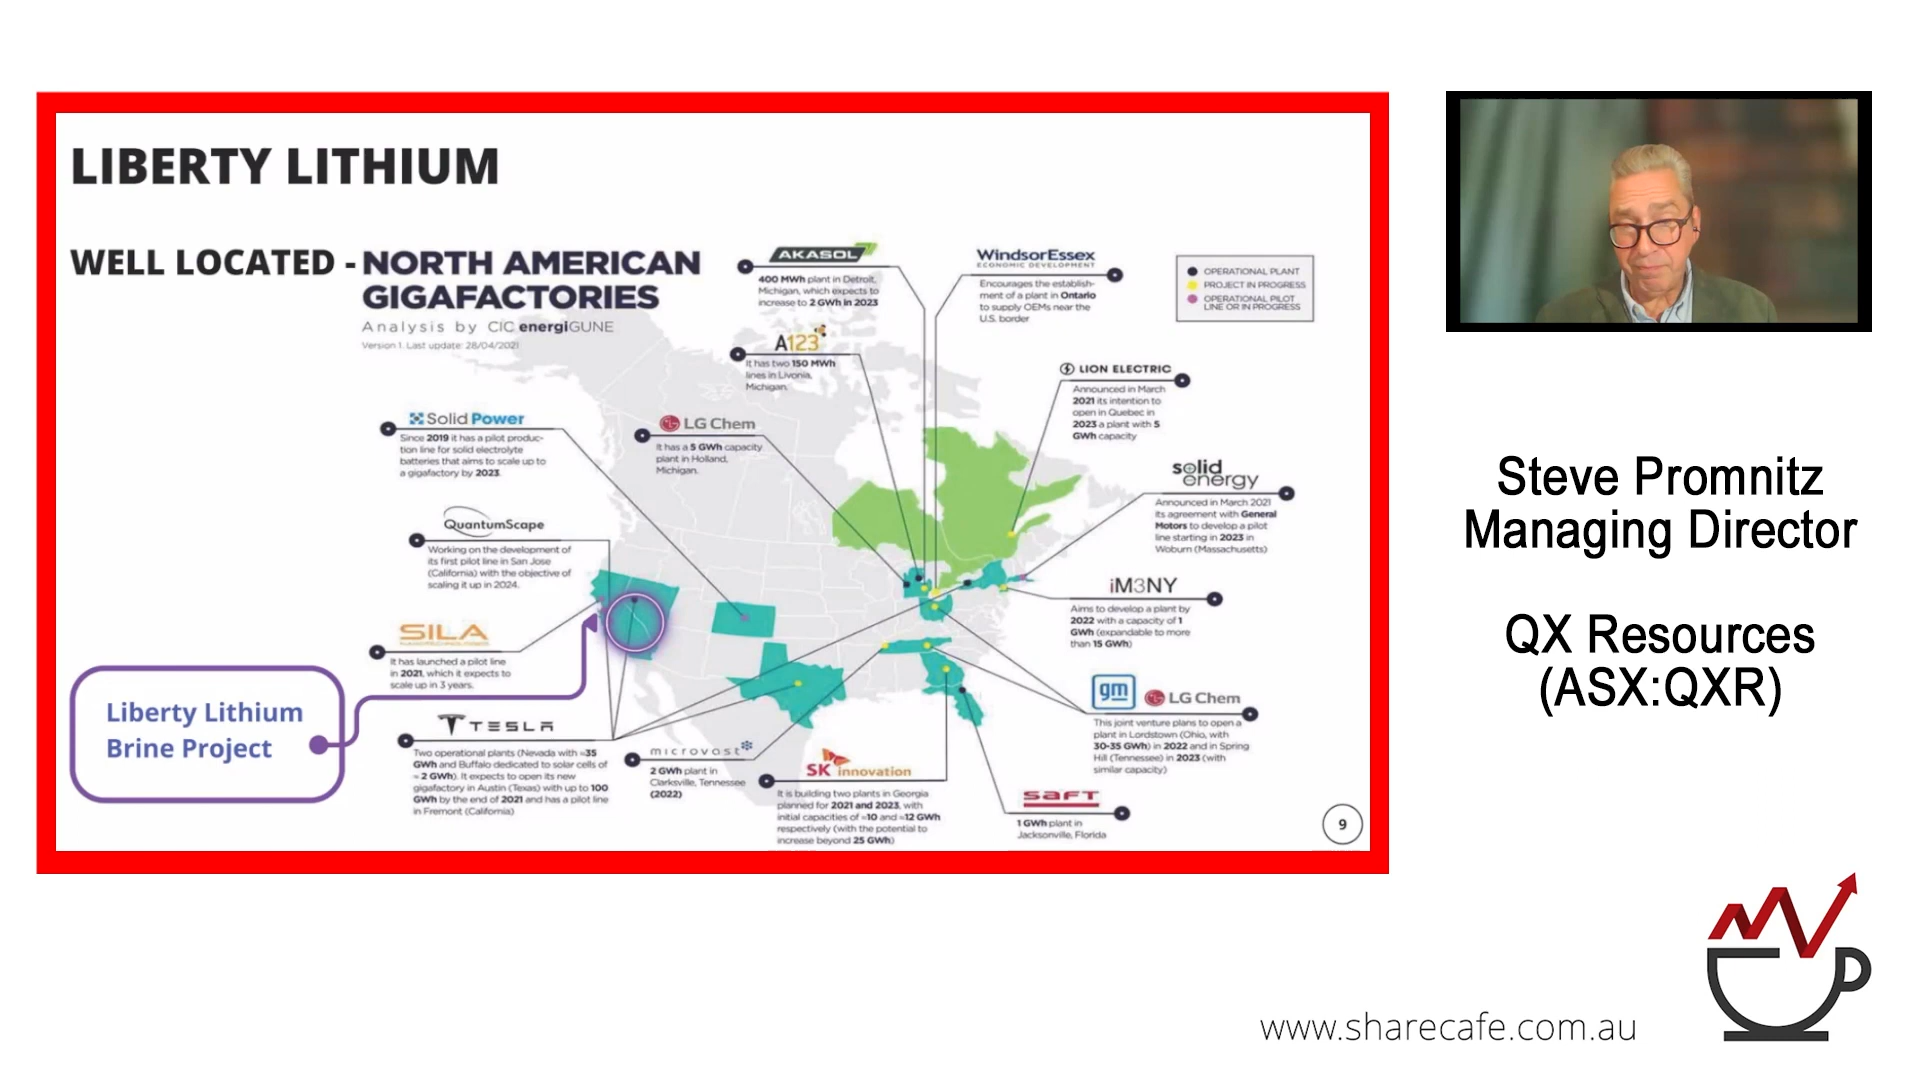 LIBERTY LITHIUM
WELL LOCATED - NORTH AMERICAN
GIGAFACTORIES
Analysis by CIC energiGUNE
Version 1. Last update: 28/04/2021
AKASOL
400 MWh plant in Detroit,
Michigan, which expects to
increase to 2 GWh in 2023
WindsorEssex
ECONOMIC DEVELOPMENT
Encourages the establish-
ment of a plant in Ontario
to supply OEMs near the
U.S. border
OPERATIONAL PLANT
PROJECT IN PROGRESS
OPERATIONAL PILOT
LINE OR IN PROGRESS
A123
It has two 150 MWh
lines in Livonia,
Michigan.
LION ELECTRIC
Announced in March
2021 its intention to
open in Quebec in
2023 a plant with 5
GWh capacity
Solid Power
Since 2019 it has a pilot produc-
tion line for solid electrolyte
batteries that aims to scale up to
a gigafactory by 2023.
LG Chem
It has a 5 GWh capacity
plant in Holland,
Michigan.
solid
energy
Announced in March 2021
its agreement with General
Motors to develop a pilot
line starting in 2023 in
Woburn (Massachusetts)
QuantumScape
Working on the development of
its first pilot line in San Jose
(California) with the objective of
scaling it up in 2024.
iM3NY
Aims to develop a plant by
2022 with a capacity of 1
GWh (expandable to more
than 15 GWh)
SILA
NANOTECHNOLOGIES
It has launched a pilot line
in 2021, which it expects to
scale up in 3 years.
Liberty Lithium
Brine Project
TESLA
Two operational plants (Nevada with ≈35
GWh and Buffalo dedicated to solar cells of
≈ 2 GWh). It expects to open its new
gigafactory in Austin (Texas) with up to 100
GWh by the end of 2021 and has a pilot line
in Fremont (California)
microvast
2 GWh plant in
Clarksville, Tennessee
(2022)
SK innovation
It is building two plants in Georgia
planned for 2021 and 2023, with
initial capacities of ≈10 and ≈12 GWh
respectively (with the potential to
increase beyond 25 GWh)
gm LG Chem
This joint venture plans to open a
plant in Lordstown (Ohio, with
30-35 GWh) in 2022 and in Spring
Hill (Tennessee) in 2023 (with
similar capacity)
saft
1 GWh plant in
Jacksonville, Florida
9
Steve Promnitz
Managing Director
QX Resources
(ASX:QXR)
www.sharecafe.com.au